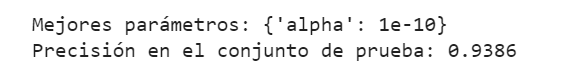 Mejores parámetros: {'alpha': 1e-10}
Precisión en el conjunto de prueba: 0.9386